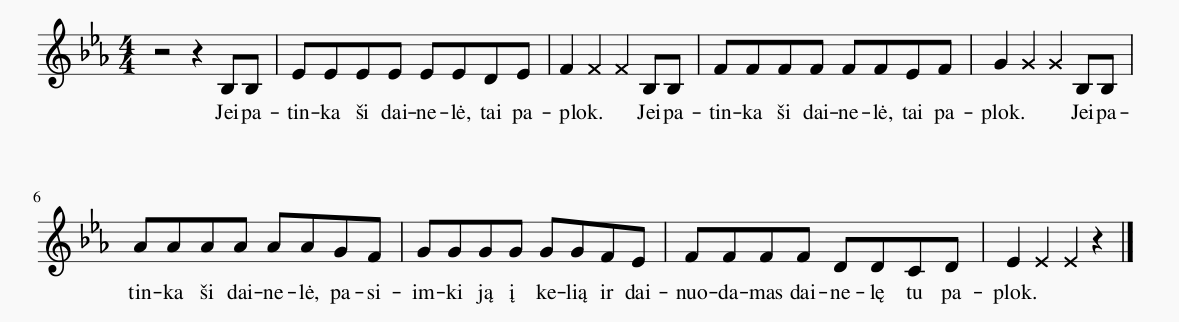 Jei pa – tin – ka ši dai – ne – lė, tai pa – plok. Jei pa – tin – ka ši dai – ne – lė, tai pa – plok. Jei pa –
6
tin – ka ši dai – ne – lė, pa – si – im – ki ją į ke – lią ir dai – nuo – da – mas dai – ne – lę tu pa – plok.